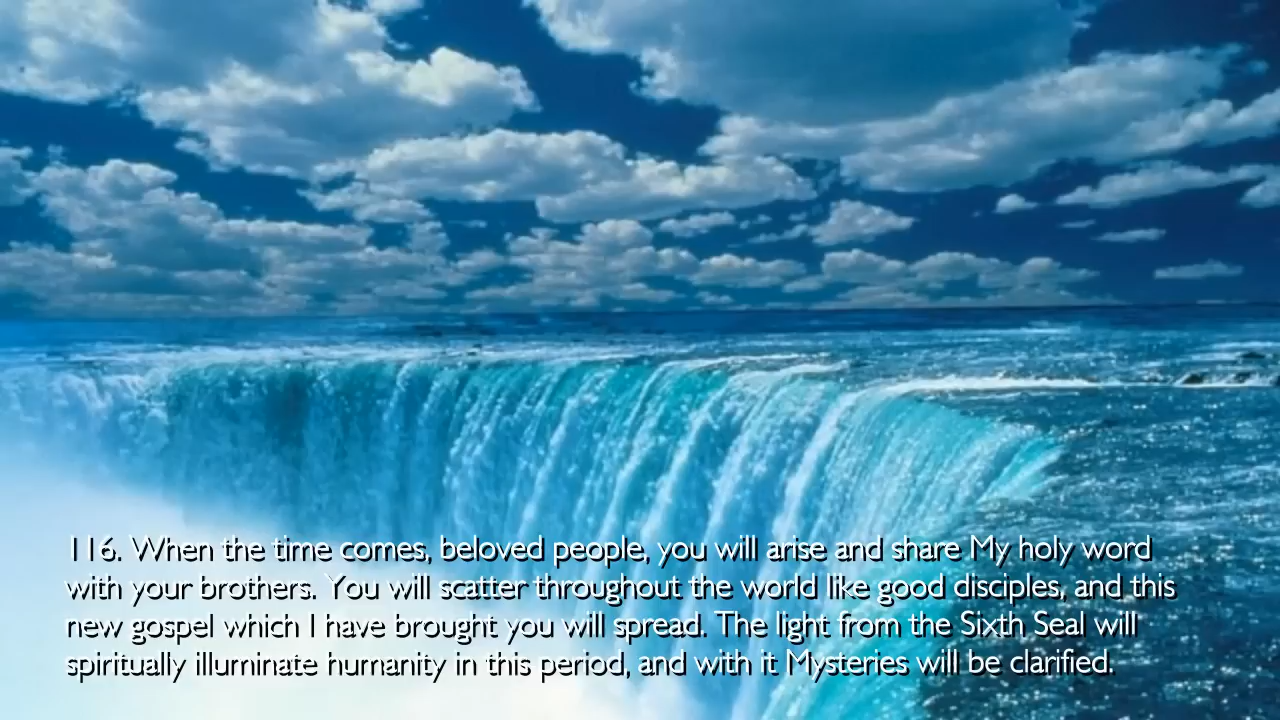 116. When the time comes, beloved people, you will arise and share My holy word
with your brothers. You will scatter throughout the world like good disciples, and this
new gospel which I have brought you will spread. The light from the Sixth Seal will
spiritually illuminate humanity in this period, and with it Mysteries will be clarified.